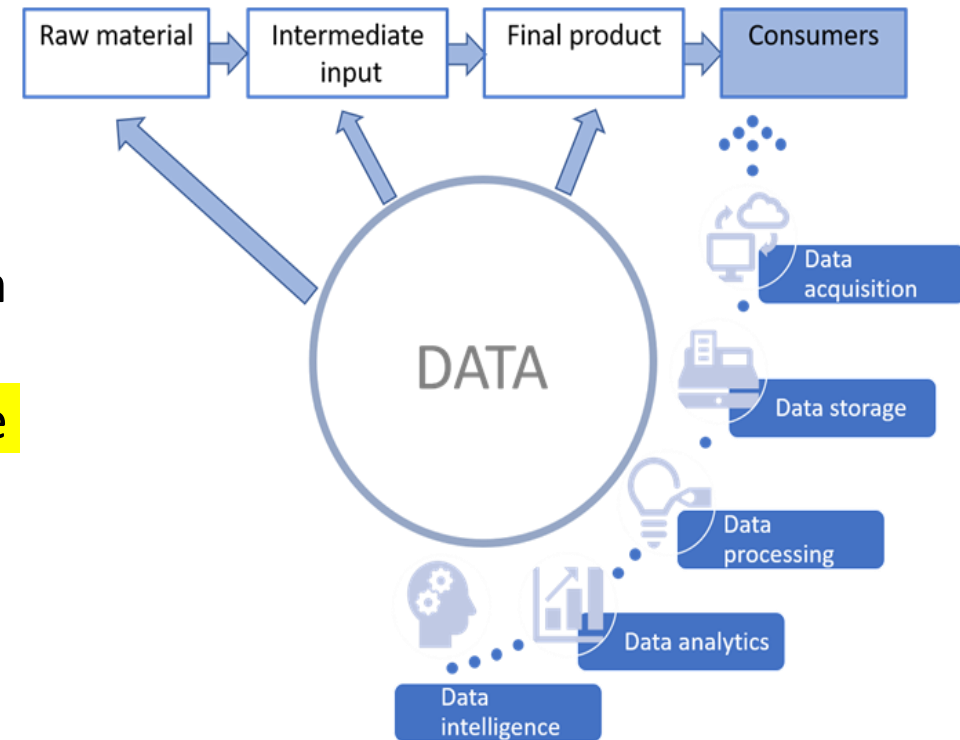 Raw material
Intermediate
input
Final product
Consumers
Data
acquisition
DATA
Data storage
Data
processing
Data analytics
Data
intelligence